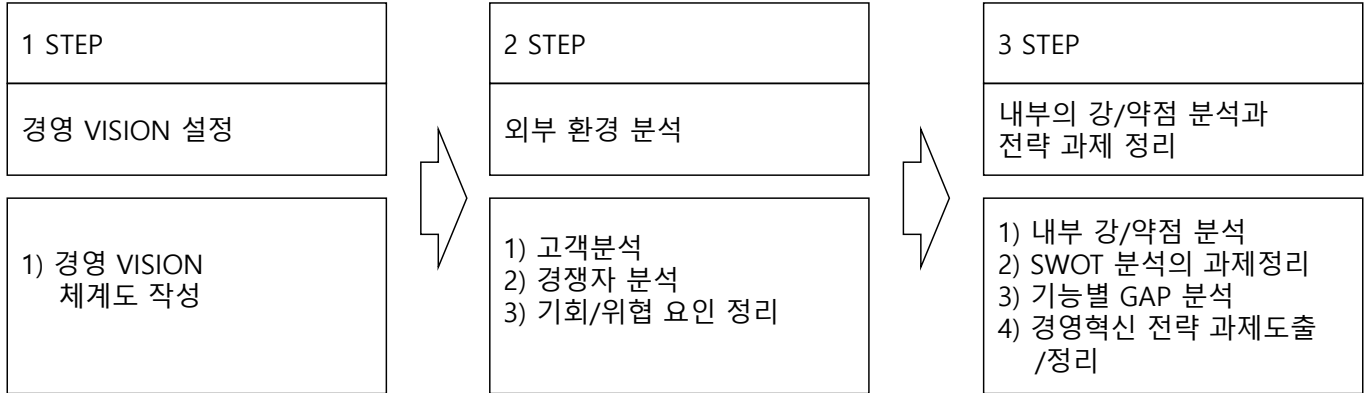 1 STEP
경영 VISION 설정
1) 경영 VISION
체계도 작성
2 STEP
외부 환경 분석
1) 고객분석
2) 경쟁자 분석
3) 기회/위협 요인 정리
3 STEP
내부의 강/약점 분석과
전략 과제 정리
1) 내부 강/약점 분석
2) SWOT 분석의 과제정리
3) 기능별 GAP 분석
4) 경영혁신 전략 과제도출
/정리